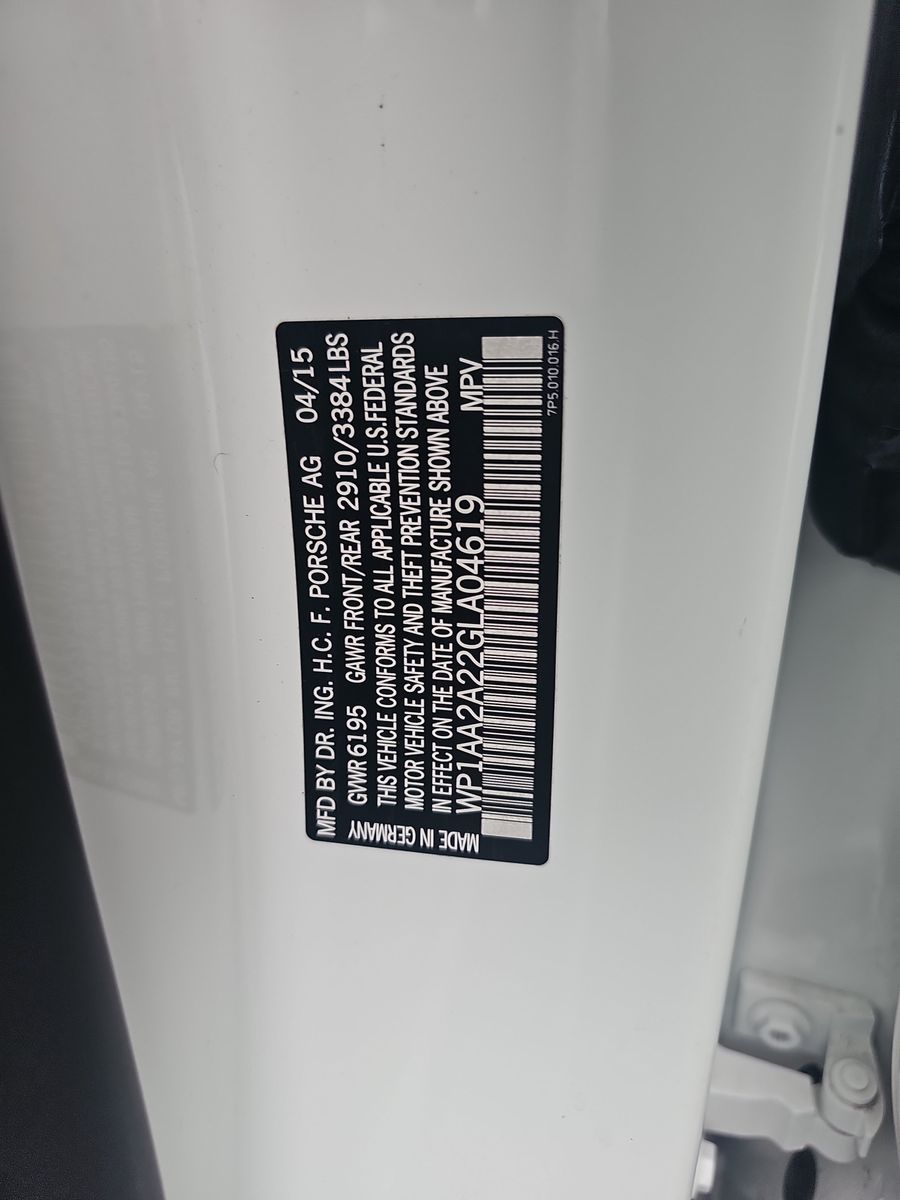 MFD BY DR. ING. H.C. F. PORSCHE AG 04/15
GVWR 6195 GAWR FRONT/REAR 2910/3384 LBS
THIS VEHICLE CONFORMS TO ALL APPLICABLE U.S. FEDERAL
MOTOR VEHICLE SAFETY AND THEFT PREVENTION STANDARDS
IN EFFECT ON THE DATE OF MANUFACTURE SHOWN ABOVE
WP1AA2A22GLA04619 MPV
MADE IN GERMANY
7P5.010.016.H